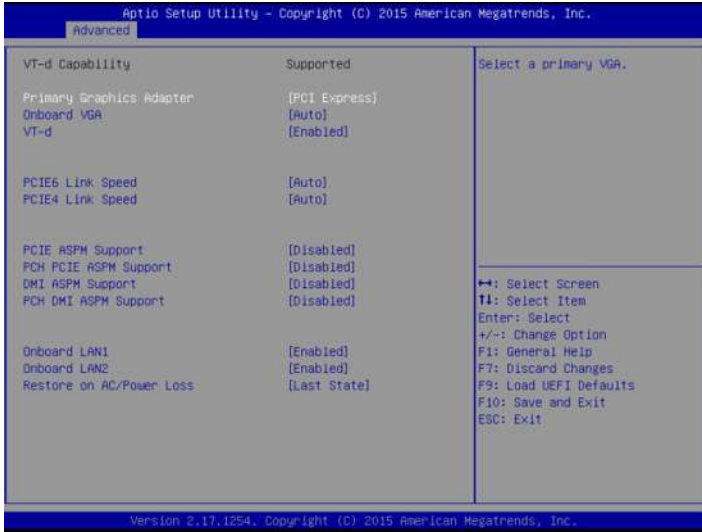 Aptio Setup Utility – Copyright (C) 2015 American Megatrends, Inc.
Advanced
VT-d Capability Supported
Select a primary VGA.
Primary Graphics Adapter [PCI Express]
Onboard VGA [Auto]
VT-d [Enabled]
PCIE6 Link Speed [Auto]
PCIE4 Link Speed [Auto]
PCIE ASPM Support [Disabled]
PCH PCIE ASPM Support [Disabled]
DMI ASPM Support [Disabled]
PCH DMI ASPM Support [Disabled]
Onboard LAN1 [Enabled]
Onboard LAN2 [Enabled]
Restore on AC/Power Loss [Last State]
↔: Select Screen
↑↓: Select Item
Enter: Select
+/-: Change Option
F1: General Help
F7: Discard Changes
F9: Load UEFI Defaults
F10: Save and Exit
ESC: Exit
Version 2.17.1254. Copyright (C) 2015 American Megatrends, Inc.